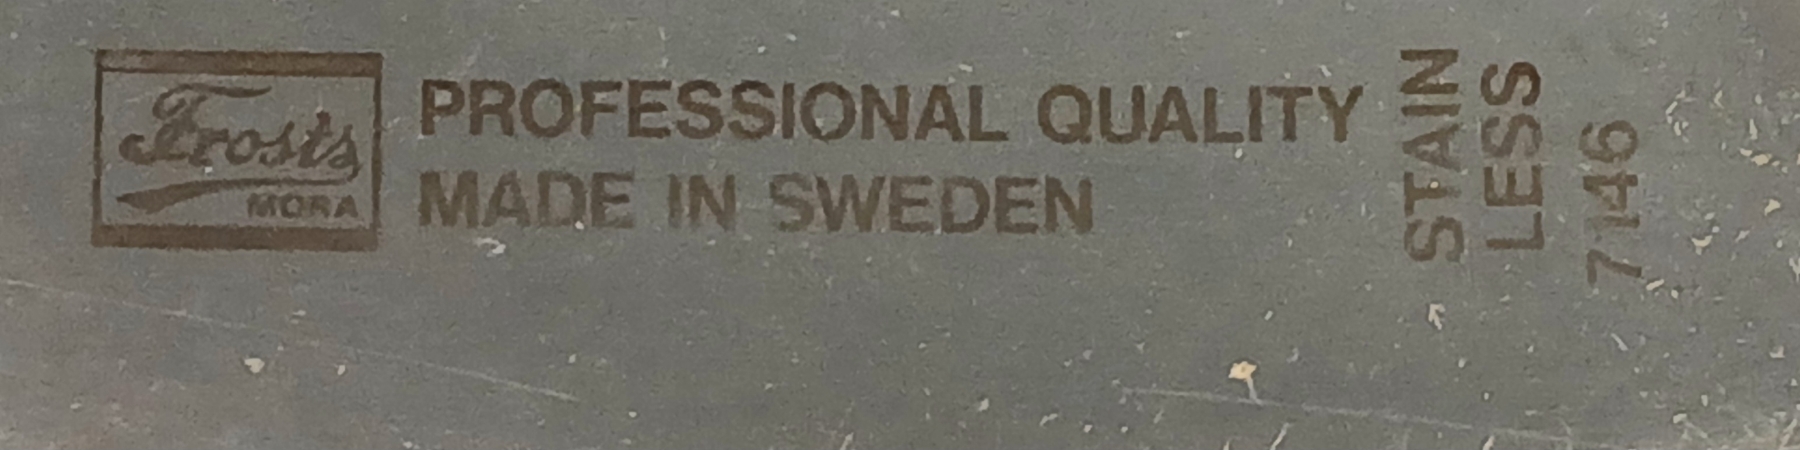 Frosts
MORA
PROFESSIONAL QUALITY
MADE IN SWEDEN
STAIN
LESS
7146